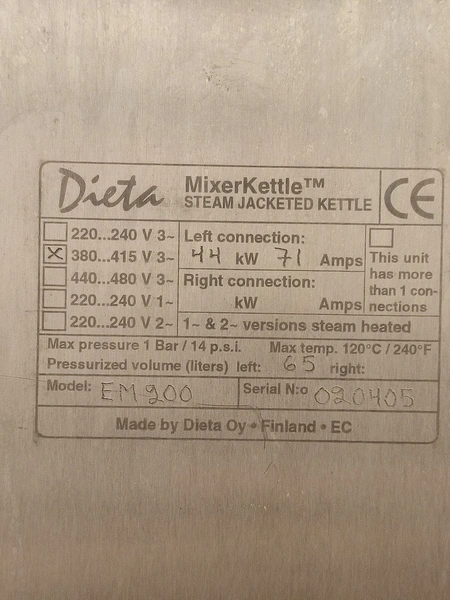 Dieta
MixerKettle™
STEAM JACKETED KETTLE
CE
220...240 V 3~
380...415 V 3~
440...480 V 3~
220...240 V 1~
220...240 V 2~
Left connection:
44 kW 71 Amps
Right connection:
kW Amps
This unit
has more
than 1 con-
nections
1~ & 2~ versions steam heated
Max pressure 1 Bar / 14 p.s.i. Max temp. 120°C / 240°F
Pressurized volume (liters) left: 65 right:
Model: EM 200
Serial N:o 020405
Made by Dieta Oy • Finland • EC